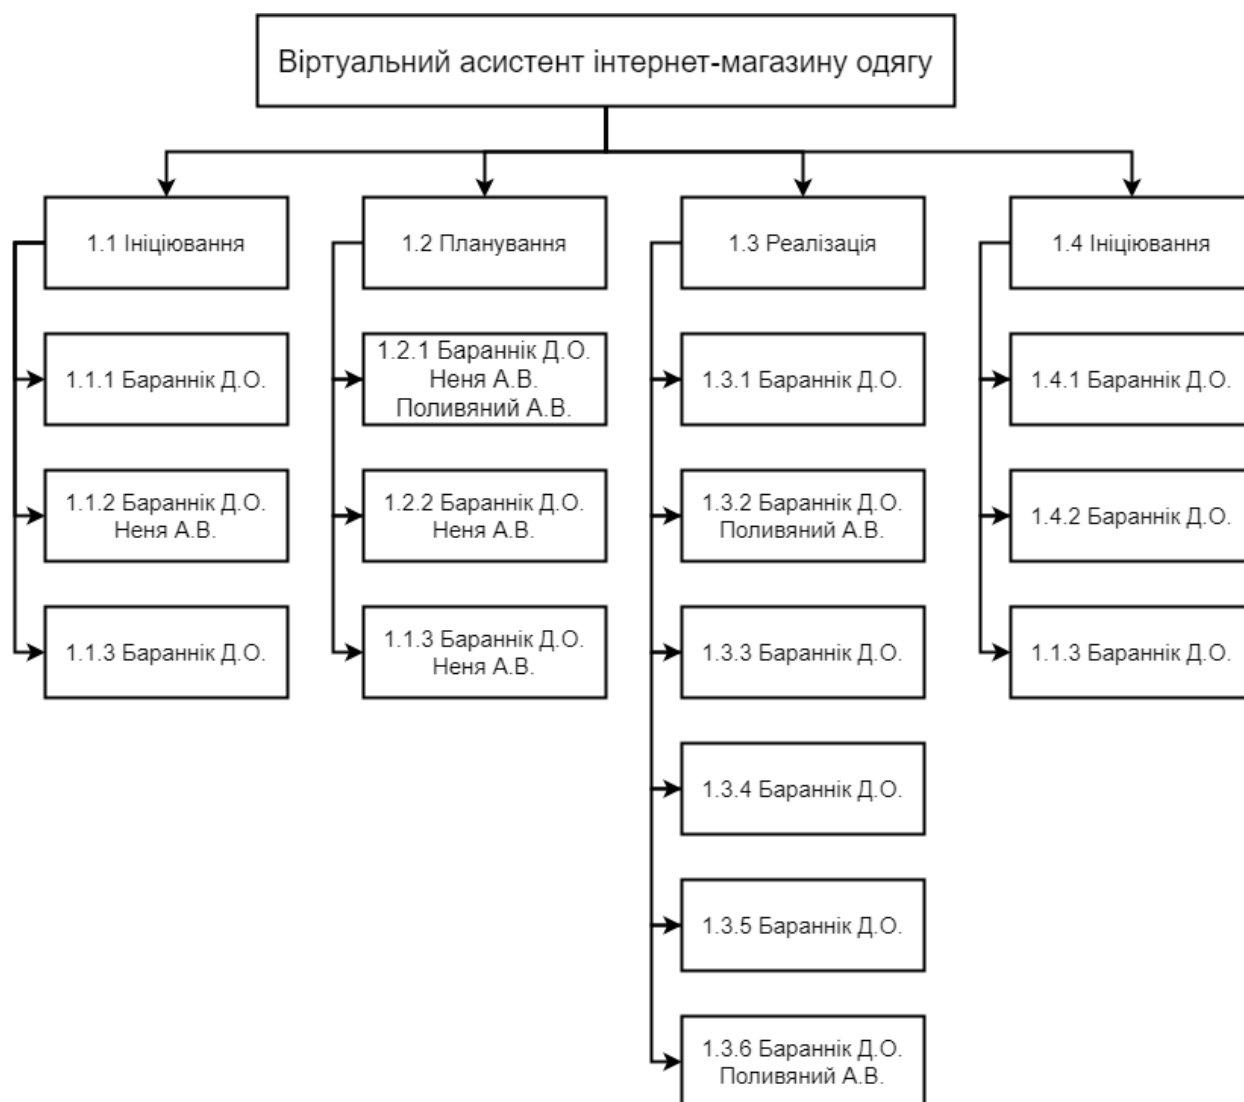 Віртуальний асистент інтернет-магазину одягу
1.1 Ініціювання
1.1.1 Бараннік Д.О.
1.1.2 Бараннік Д.О.
Неня А.В.
1.1.3 Бараннік Д.О.
1.2 Планування
1.2.1 Бараннік Д.О.
Неня А.В.
Поливяний А.В.
1.2.2 Бараннік Д.О.
Неня А.В.
1.1.3 Бараннік Д.О.
Неня А.В.
1.3 Реалізація
1.3.1 Бараннік Д.О.
1.3.2 Бараннік Д.О.
Поливяний А.В.
1.3.3 Бараннік Д.О.
1.3.4 Бараннік Д.О.
1.3.5 Бараннік Д.О.
1.3.6 Бараннік Д.О.
Поливяний А.В.
1.4 Ініціювання
1.4.1 Бараннік Д.О.
1.4.2 Бараннік Д.О.
1.1.3 Бараннік Д.О.